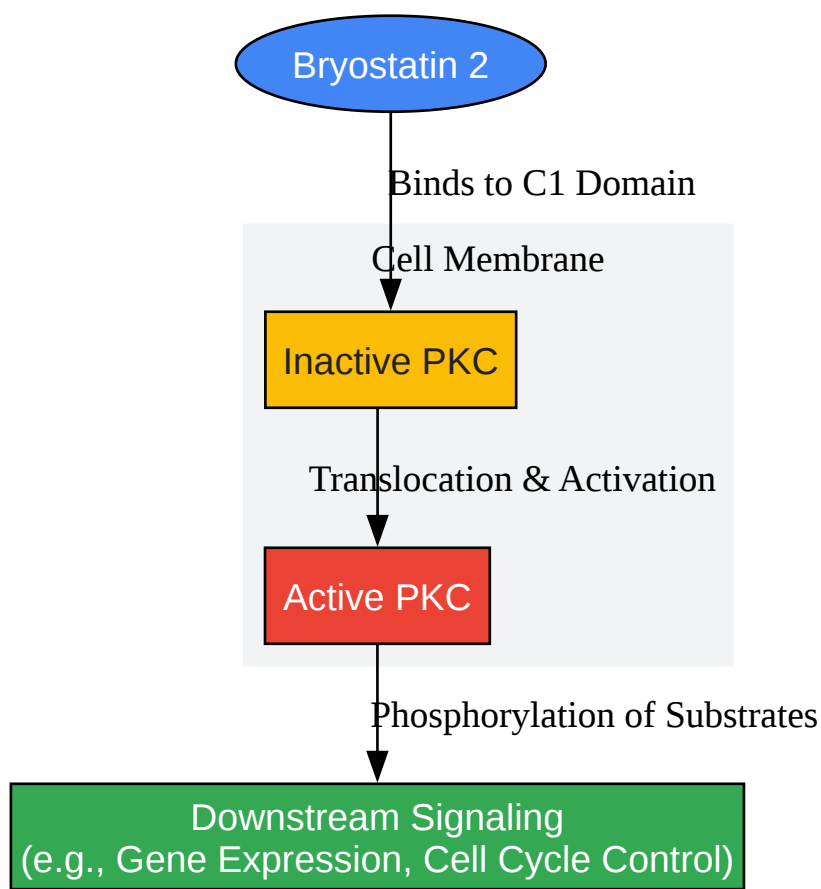 Bryostatin 2
Binds to C1 Domain
Cell Membrane
Inactive PKC
Translocation & Activation
Active PKC
Phosphorylation of Substrates
Downstream Signaling
(e.g., Gene Expression, Cell Cycle Control)